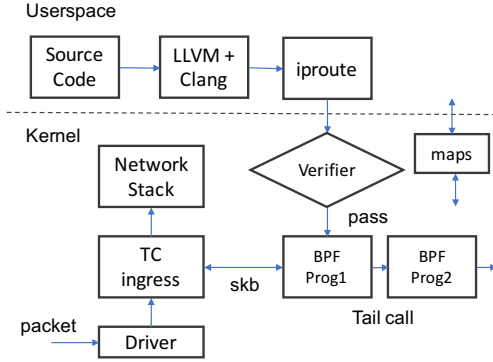 Userspace
Source
Code
LLVM +
Clang
iproute
Kernel
Network
Stack
Verifier
maps
pass
TC
ingress
skb
BPF
Prog1
BPF
Prog2
Tail call
packet
Driver